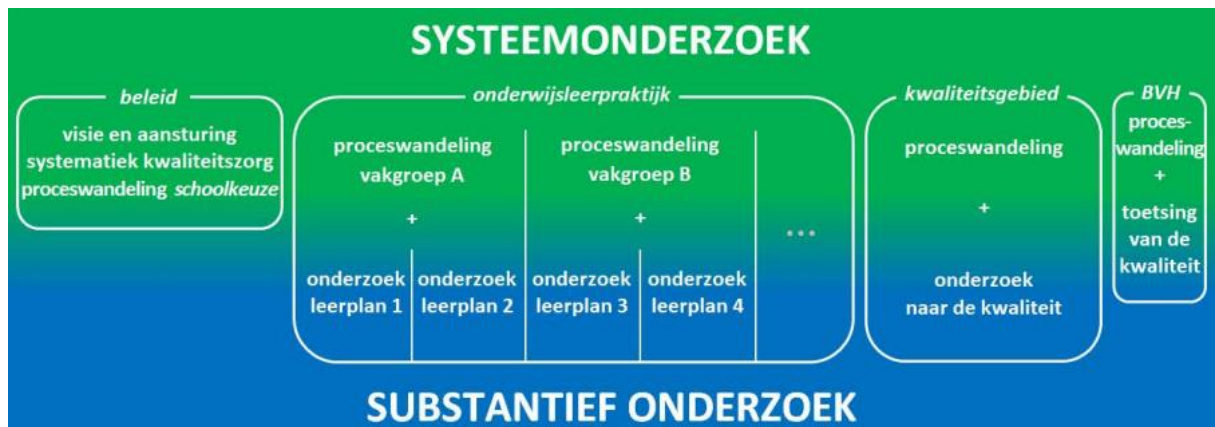 SYSTEEMONDERZOEK
beleid
visie en aansturing
systematiek kwaliteitszorg
proceswandeling schoolkeuze
onderwijsleerpraktijk
proceswandeling
vakgroep A
+
onderzoek
leerplan 1
onderzoek
leerplan 2
proceswandeling
vakgroep B
+
onderzoek
leerplan 3
onderzoek
leerplan 4
...
kwaliteitsgebied
proceswandeling
+
onderzoek
naar de kwaliteit
BVH
proces-
wandeling
+
toetsing
van de
kwaliteit
SUBSTANTIEF ONDERZOEK